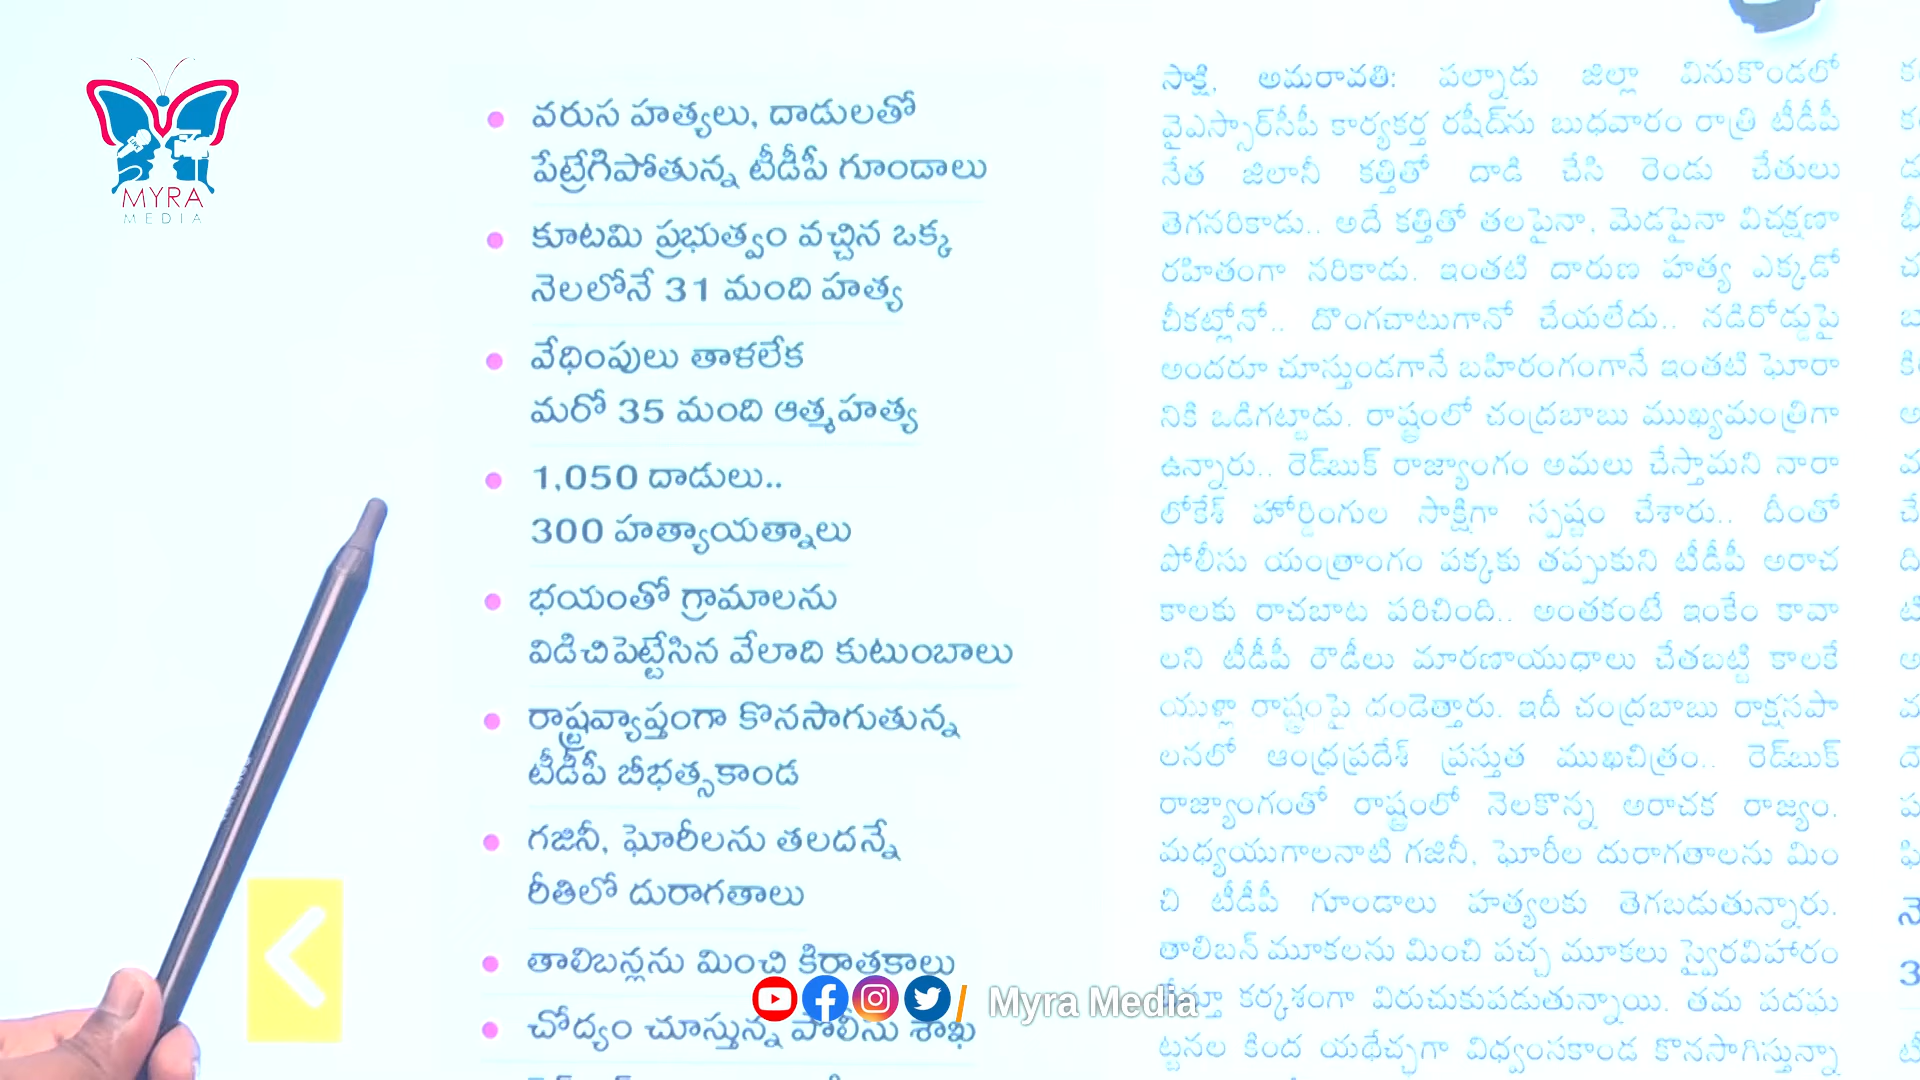 MYRA
MEDIA
వరుస హత్యలు, దాడులతో
పేట్రేగిపోతున్న టీడీపీ గూండాలు
కూటమి ప్రభుత్వం వచ్చిన ఒక్క
నెలలోనే 31 మంది హత్య
వేధింపులు తాళలేక
మరో 35 మంది ఆత్మహత్య
1,050 దాడులు..
300 హత్యాయత్నాలు
భయంతో గ్రామాలను
విడిచిపెట్టేసిన వేలాది కుటుంబాలు
రాష్ట్రవ్యాప్తంగా కొనసాగుతున్న
టీడీపీ బీభత్సకాండ
గజినీ, ఘోరీలను తలదన్నే
రీతిలో దురాగతాలు
తాలిబన్లను మించి కిరాతకాలు
చోద్యం చూస్తున్న పోలీసు శాఖ
సాక్షి, అమరావతి: పల్నాడు జిల్లా వినుకొండలో
వైఎస్సార్‌సీపీ కార్యకర్త రషీద్‌ను బుధవారం రాత్రి టీడీపీ
నేత జిలానీ కత్తితో దాడి చేసి రెండు చేతులు
తెగనరికాడు.. అదే కత్తితో తలపైనా, మెడపైనా విచక్షణా
రహితంగా నరికాడు. ఇంతటి దారుణ హత్య ఎక్కడో
చీకట్లోనో.. దొంగచాటుగానో చేయలేదు.. నడిరోడ్డుపై
అందరూ చూస్తుండగానే బహిరంగంగానే ఇంతటి ఘోరా
నికి ఒడిగట్టాడు. రాష్ట్రంలో చంద్రబాబు ముఖ్యమంత్రిగా
ఉన్నారు.. రెడ్‌బుక్ రాజ్యాంగం అమలు చేస్తామని నారా
లోకేశ్ హోర్డింగుల సాక్షిగా స్పష్టం చేశారు.. దీంతో
పోలీసు యంత్రాంగం పక్కకు తప్పుకుని టీడీపీ అరాచ
కాలకు రాచబాట పరిచింది.. అంతకంటే ఇంకేం కావా
లని టీడీపీ రౌడీలు మారణాయుధాలు చేతబట్టి కాలకే
యుళ్లా రాష్ట్రంపై దండెత్తారు. ఇదీ చంద్రబాబు రాక్షసపా
లనలో ఆంధ్రప్రదేశ్ ప్రస్తుత ముఖచిత్రం.. రెడ్‌బుక్
రాజ్యాంగంతో రాష్ట్రంలో నెలకొన్న అరాచక రాజ్యం.
మధ్యయుగాలనాటి గజినీ, ఘోరీల దురాగతాలను మిం
చి టీడీపీ గూండాలు హత్యలకు తెగబడుతున్నారు.
తాలిబన్ మూకలను మించి పచ్చ మూకలు స్వైరవిహారం
కర్కశంగా విరుచుకుపడుతున్నాయి. తమ పదఘ
ట్టనల కింద యథేచ్ఛగా విధ్వంసకాండ కొనసాగిస్తున్నా
/ Myra Media